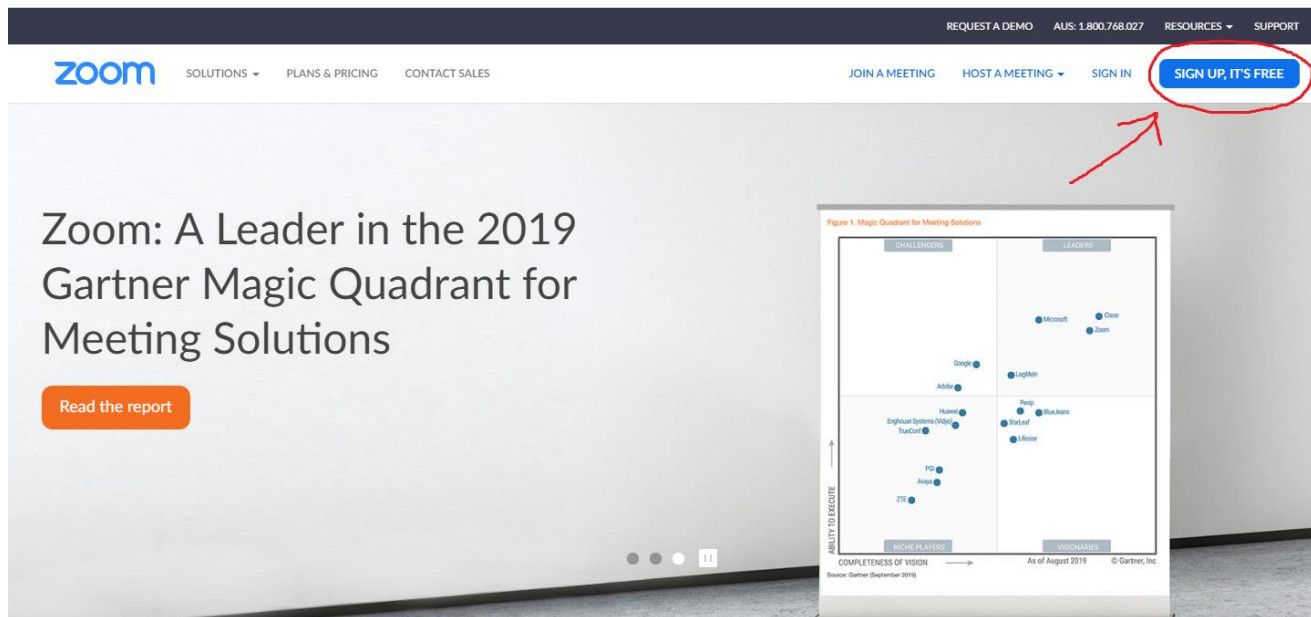 REQUEST A DEMO AUS: 1.800.768.027 RESOURCES SUPPORT
zoom SOLUTIONS PLANS & PRICING CONTACT SALES JOIN A MEETING HOST A MEETING SIGN IN SIGN UP, IT'S FREE
Zoom: A Leader in the 2019
Gartner Magic Quadrant for
Meeting Solutions
Read the report
Figure 1. Magic Quadrant for Meeting Solutions
CHALLENGERS LEADERS
Microsoft Cisco
Zoom
Google
LogMeIn
Adobe
Huawei Pexip BlueJeans
Enghouse Systems (Vidyo) StarLeaf
TrueConf Lifesize
PGi
Avaya
ZTE
ABILITY TO EXECUTE
NICHE PLAYERS VISIONARIES
COMPLETENESS OF VISION As of August 2019 © Gartner, Inc
Source: Gartner (September 2019)